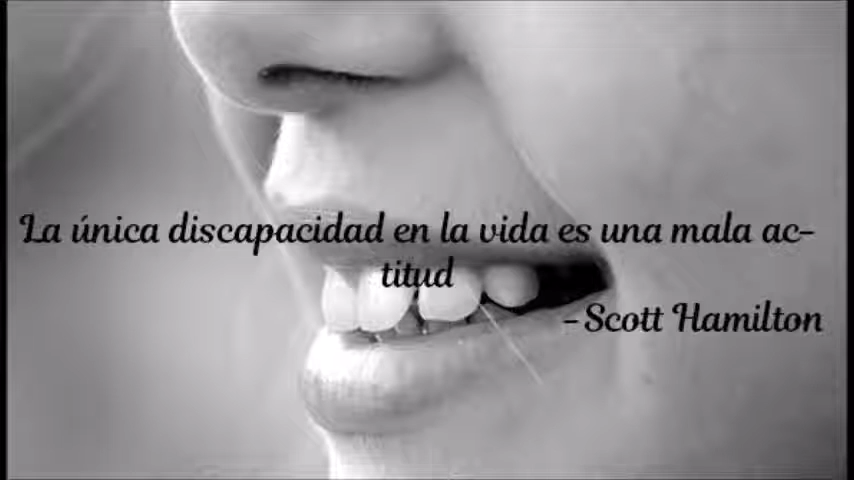 La única discapacidad en la vida es una mala ac-
titud
-Scott Hamilton